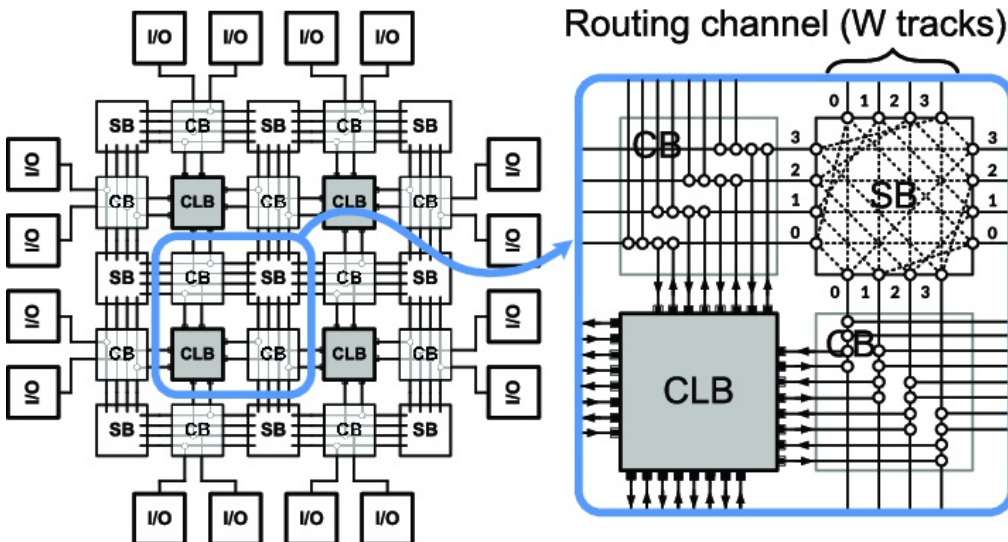 I/O I/O I/O I/O
Routing channel (W tracks)
SB CB SB CB SB
I/O I/O
CB CLB CB CLB CB
I/O I/O
SB CB SB CB SB
I/O I/O
CB CLB CB CLB CB
I/O I/O
SB CB SB CB SB
I/O I/O I/O I/O
0 1 2 3
CB 3 SB 3
2 2
1 1
0 0
0 1 2 3
CB
CLB